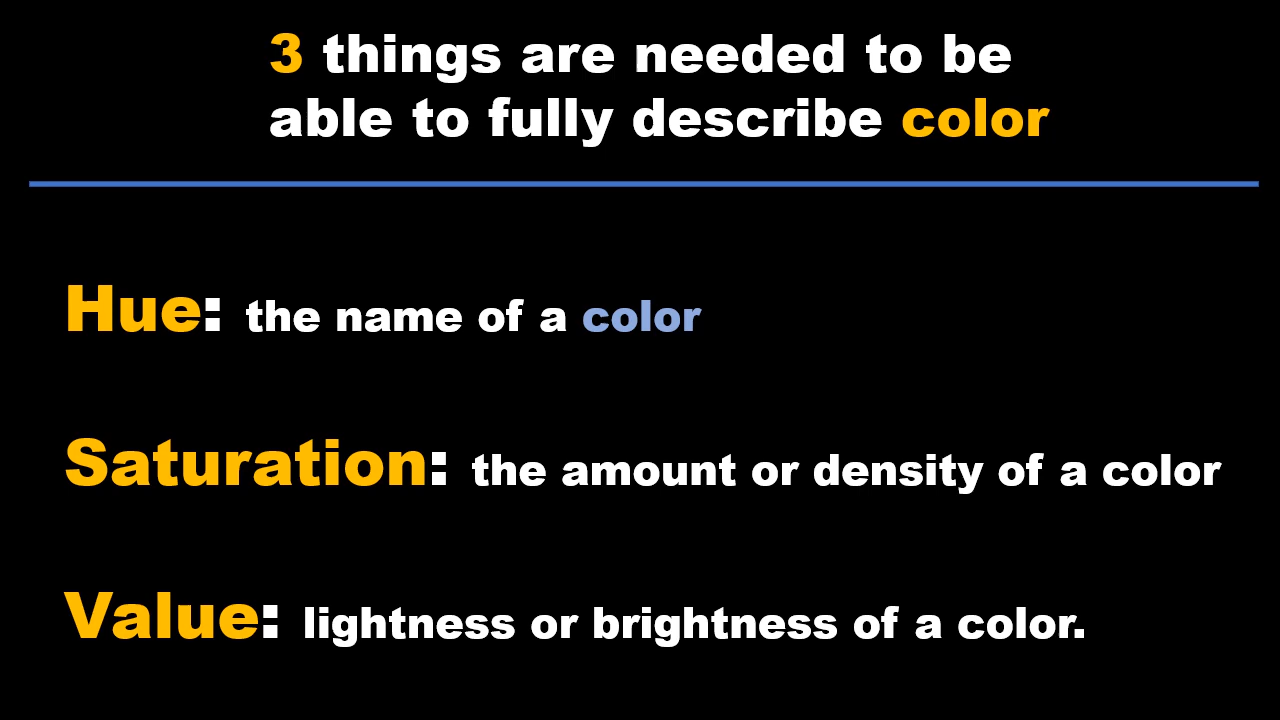 3 things are needed to be
able to fully describe color
Hue: the name of a color
Saturation: the amount or density of a color
Value: lightness or brightness of a color.